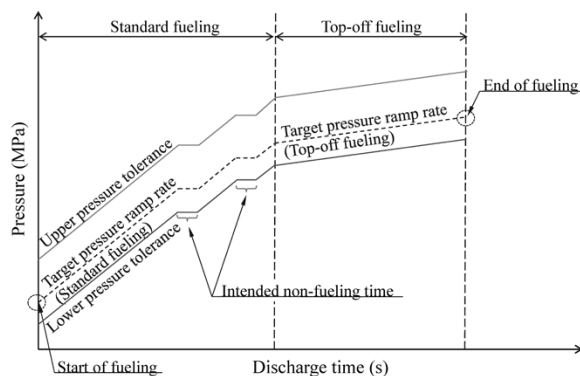 Standard fueling
Top-off fueling
End of fueling
Upper pressure tolerance
Target pressure ramp rate
(Standard fueling)
Lower pressure tolerance
Target pressure ramp rate
(Top-off fueling)
Intended non-fueling time
Start of fueling
Pressure (MPa)
Discharge time (s)